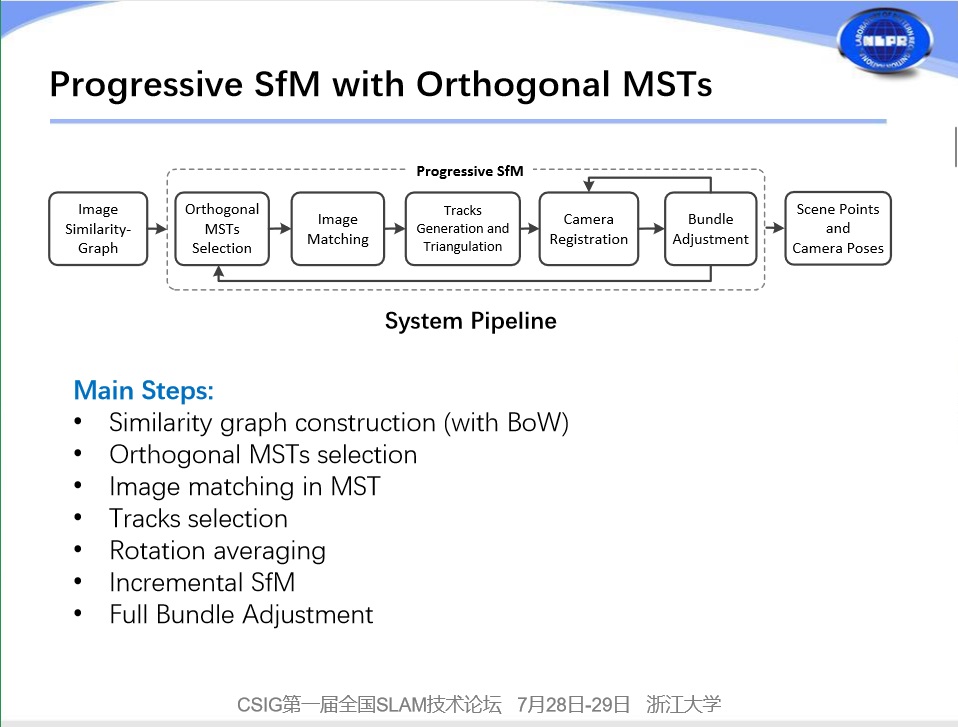 Progressive SfM with Orthogonal MSTs
Progressive SfM
Image
Similarity-
Graph
Orthogonal
MSTs
Selection
Image
Matching
Tracks
Generation and
Triangulation
Camera
Registration
Bundle
Adjustment
Scene Points
and
Camera Poses
System Pipeline
Main Steps:
• Similarity graph construction (with BoW)
• Orthogonal MSTs selection
• Image matching in MST
• Tracks selection
• Rotation averaging
• Incremental SfM
• Full Bundle Adjustment
CSIG第一届全国SLAM技术论坛 7月28日-29日 浙江大学